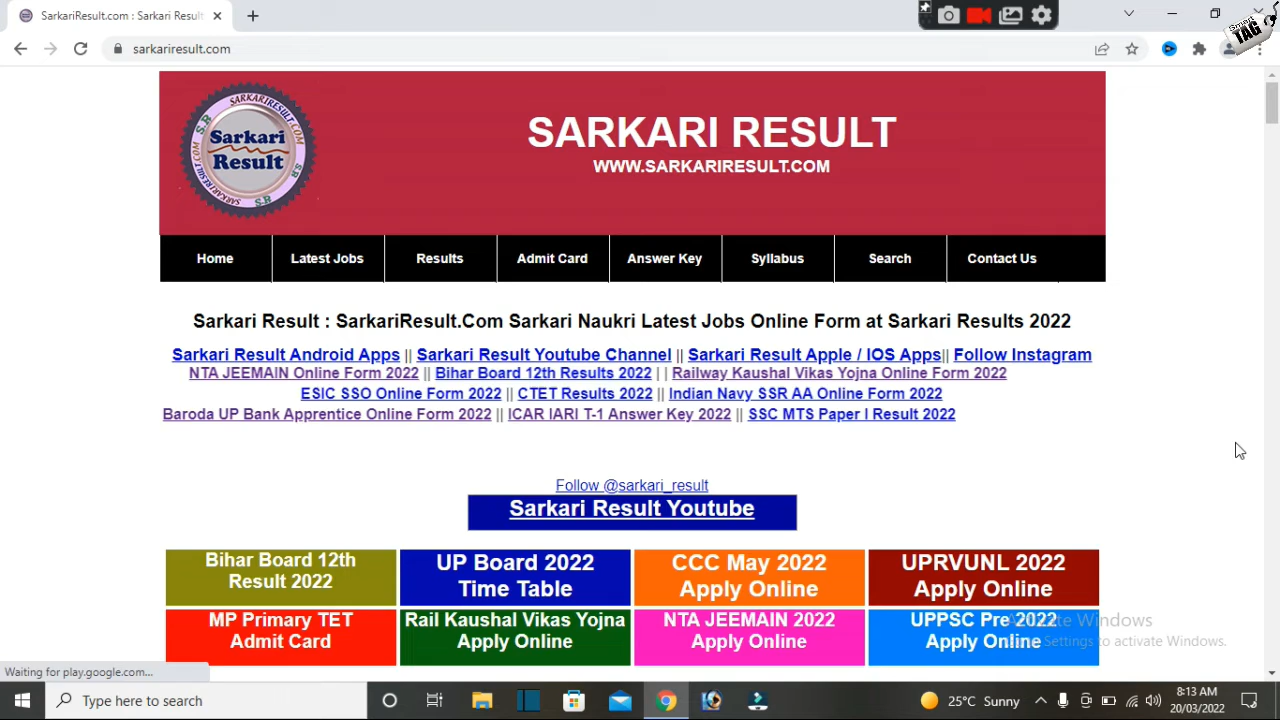 SarkariResult.com : Sarkari Result
sarkariresult.com
Smart TAG
SARKARIRESULT.COM
SARKARIRESULT.COM
S.R
S-R
Sarkari
Result
SARKARI RESULT
WWW.SARKARIRESULT.COM
Home Latest Jobs Results Admit Card Answer Key Syllabus Search Contact Us
Sarkari Result : SarkariResult.Com Sarkari Naukri Latest Jobs Online Form at Sarkari Results 2022
Sarkari Result Android Apps || Sarkari Result Youtube Channel || Sarkari Result Apple / IOS Apps|| Follow Instagram
NTA JEEMAIN Online Form 2022 || Bihar Board 12th Results 2022 | | Railway Kaushal Vikas Yojna Online Form 2022
ESIC SSO Online Form 2022 || CTET Results 2022 || Indian Navy SSR AA Online Form 2022
Baroda UP Bank Apprentice Online Form 2022 || ICAR IARI T-1 Answer Key 2022 || SSC MTS Paper I Result 2022
Follow @sarkari_result
Sarkari Result Youtube
Bihar Board 12th
Result 2022
UP Board 2022
Time Table
CCC May 2022
Apply Online
UPRVUNL 2022
Apply Online
MP Primary TET
Admit Card
Rail Kaushal Vikas Yojna
Apply Online
NTA JEEMAIN 2022
Apply Online
UPPSC Pre 2022
Apply Online
Activate Windows
Settings to activate Windows.
Waiting for play.google.com...
Type here to search
25°C Sunny
8:13 AM
20/03/2022